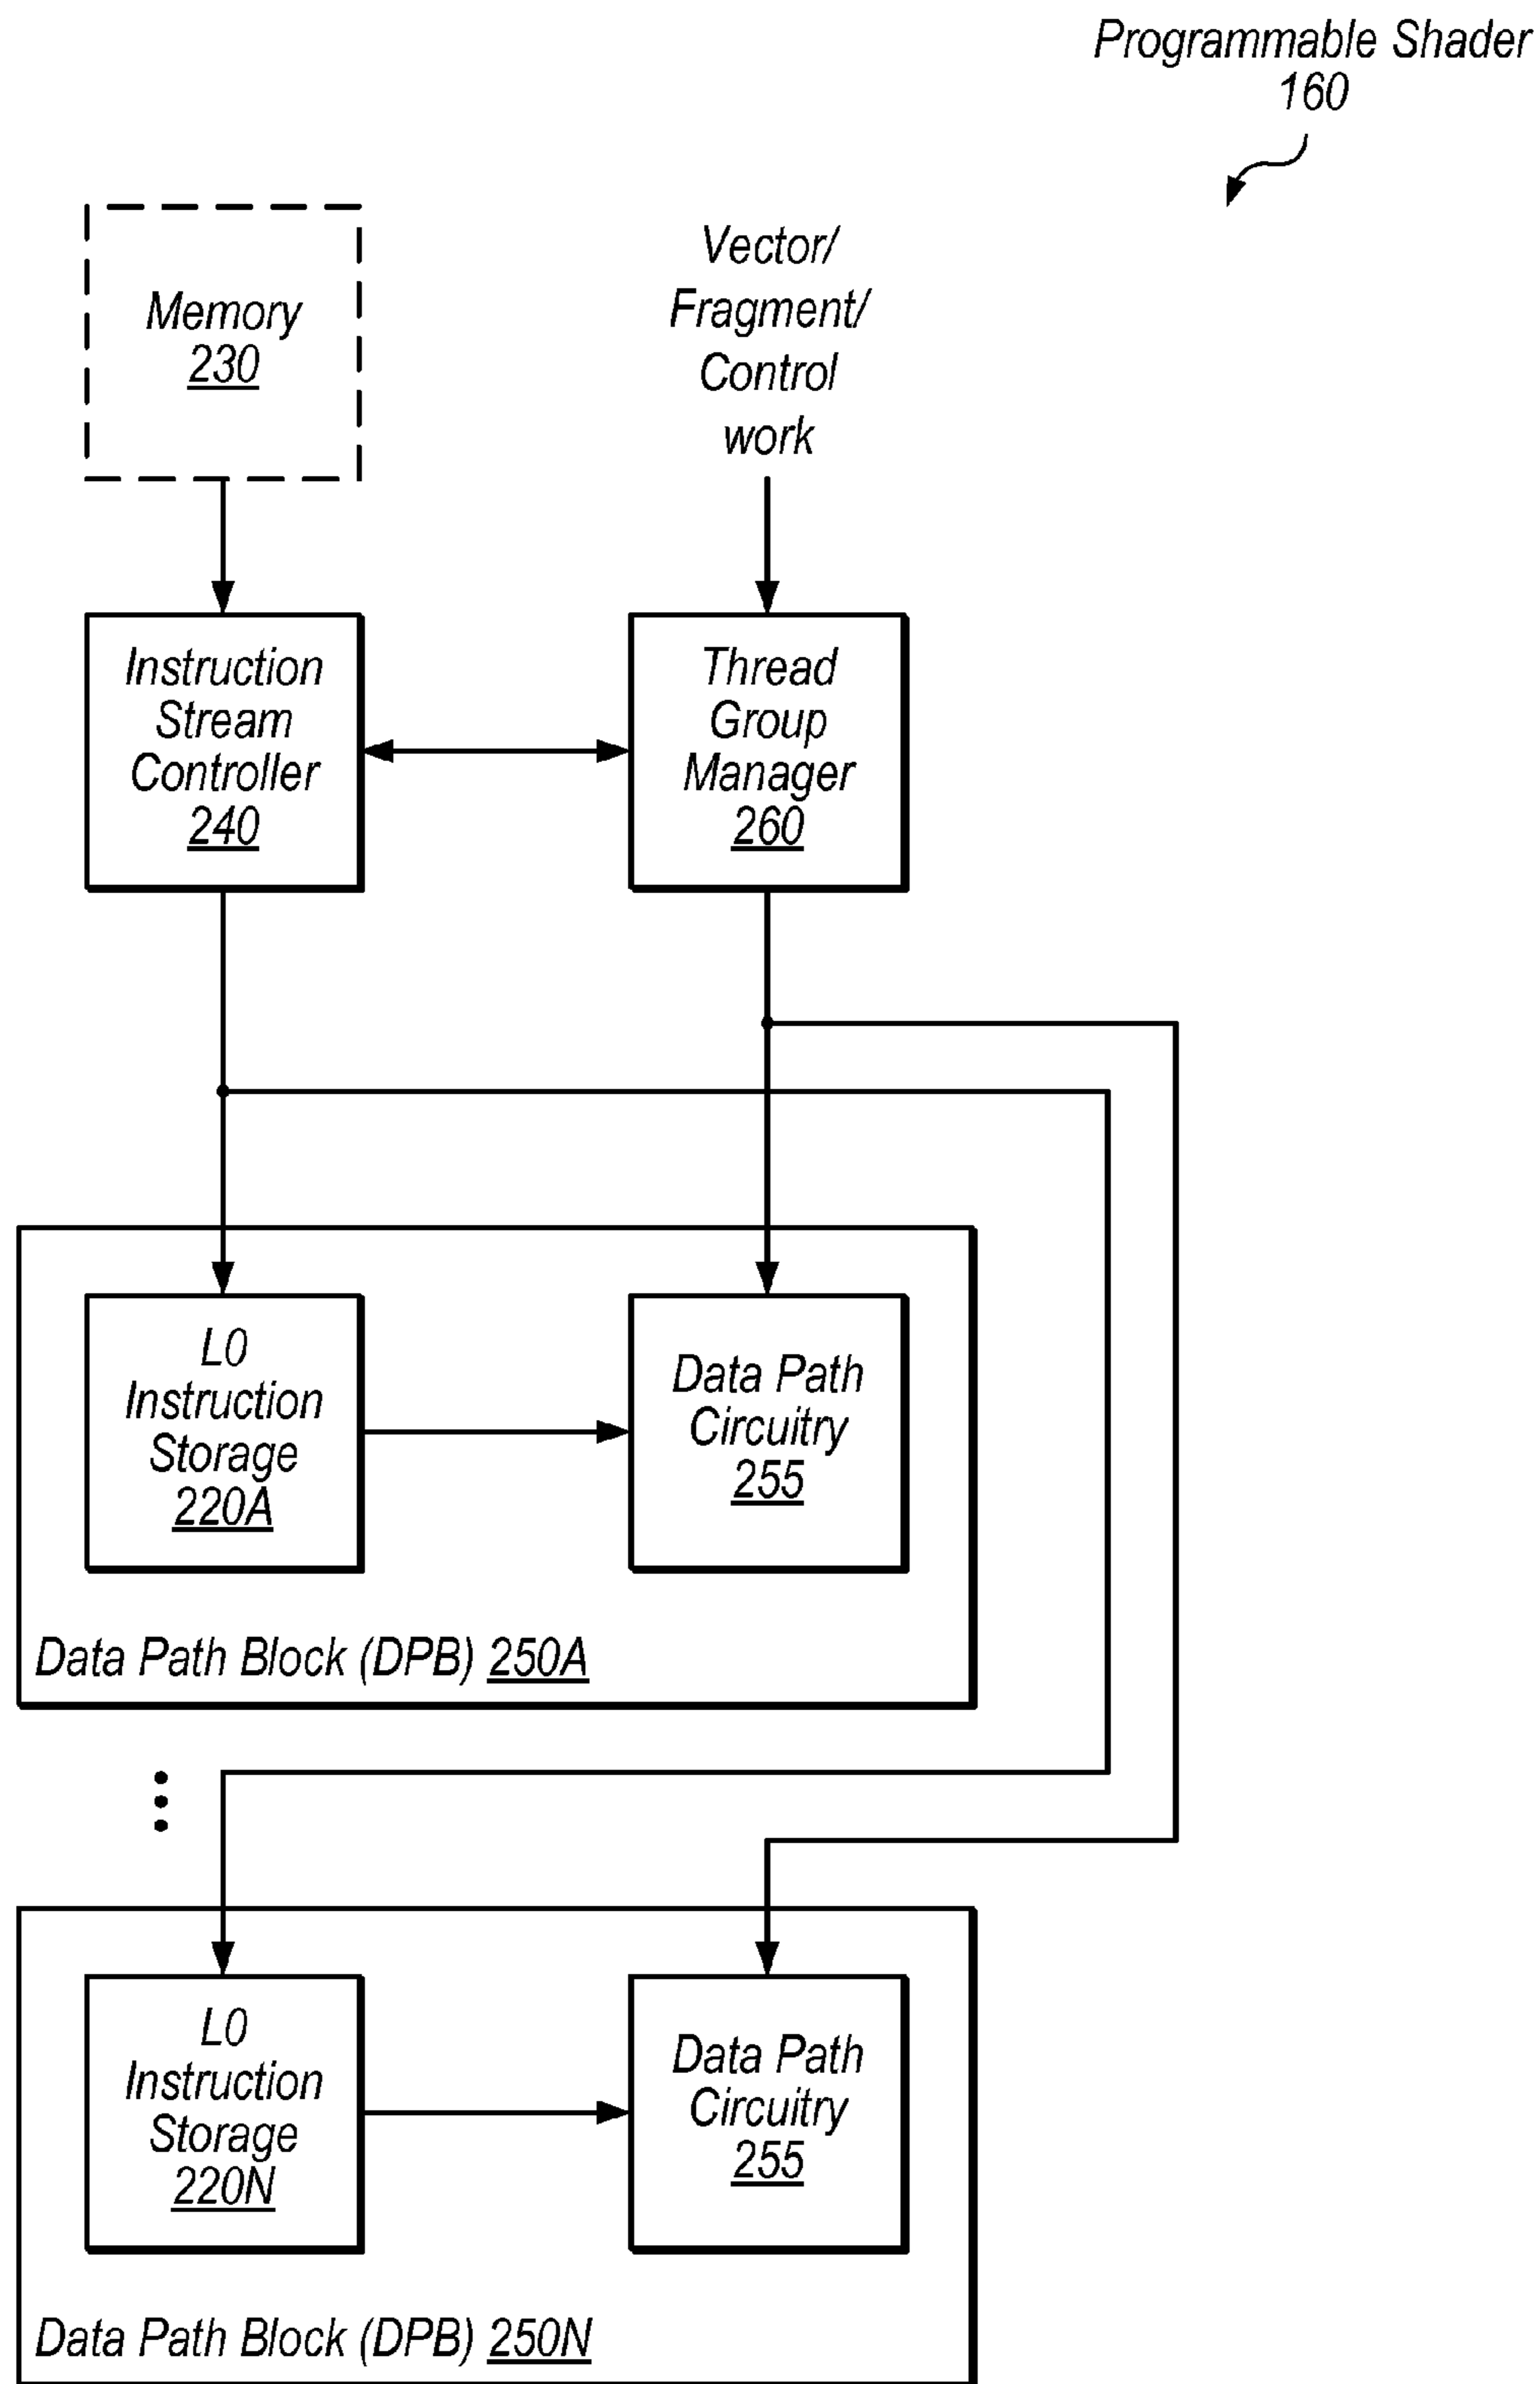 Programmable Shader
160
Memory
230
Vector/
Fragment/
Control
work
Instruction
Stream
Controller
240
Thread
Group
Manager
260
L0
Instruction
Storage
220A
Data Path
Circuitry
255
Data Path Block (DPB) 250A
L0
Instruction
Storage
220N
Data Path
Circuitry
255
Data Path Block (DPB) 250N